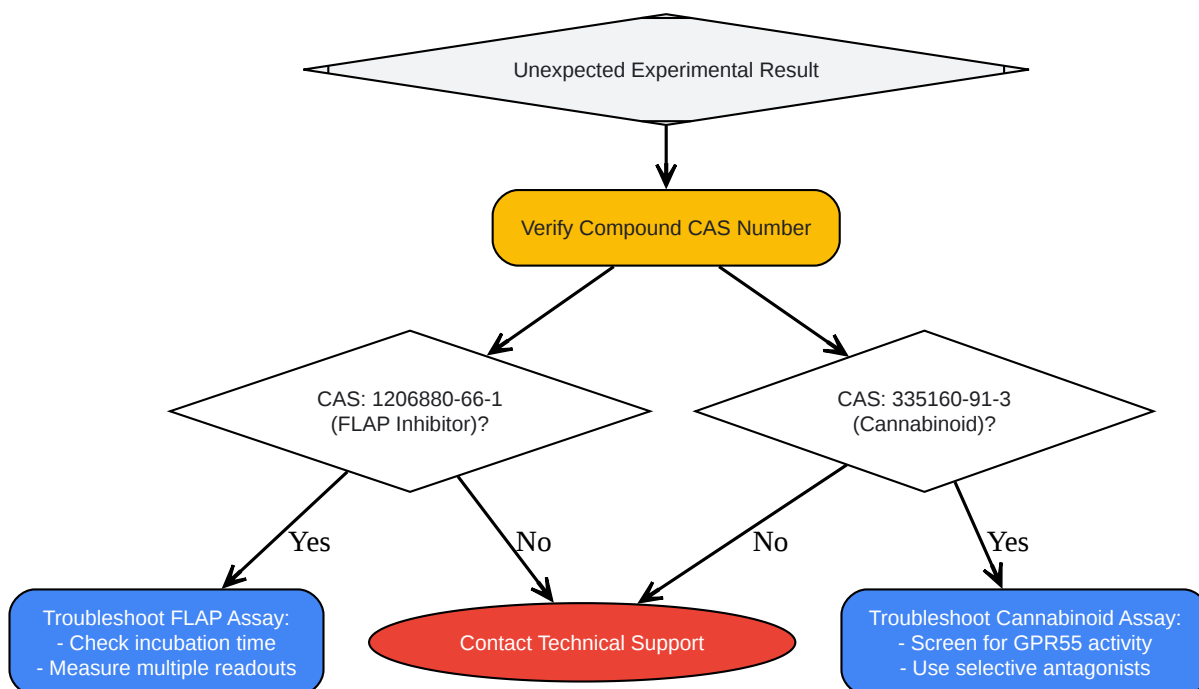 Unexpected Experimental Result
Verify Compound CAS Number
CAS: 1206880-66-1
(FLAP Inhibitor)?
CAS: 335160-91-3
(Cannabinoid)?
Yes
No
No
Yes
Troubleshoot FLAP Assay:
- Check incubation time
- Measure multiple readouts
Contact Technical Support
Troubleshoot Cannabinoid Assay:
- Screen for GPR55 activity
- Use selective antagonists